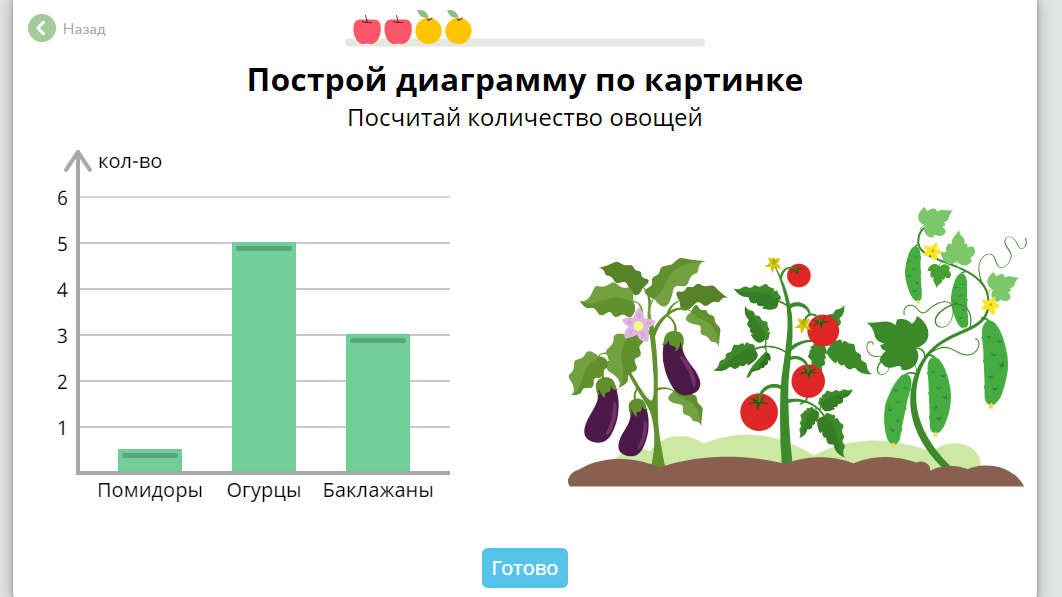 Назад
Построй диаграмму по картинке
Посчитай количество овощей
кол-во
6
5
4
3
2
1
Помидоры Огурцы Баклажаны
Готово